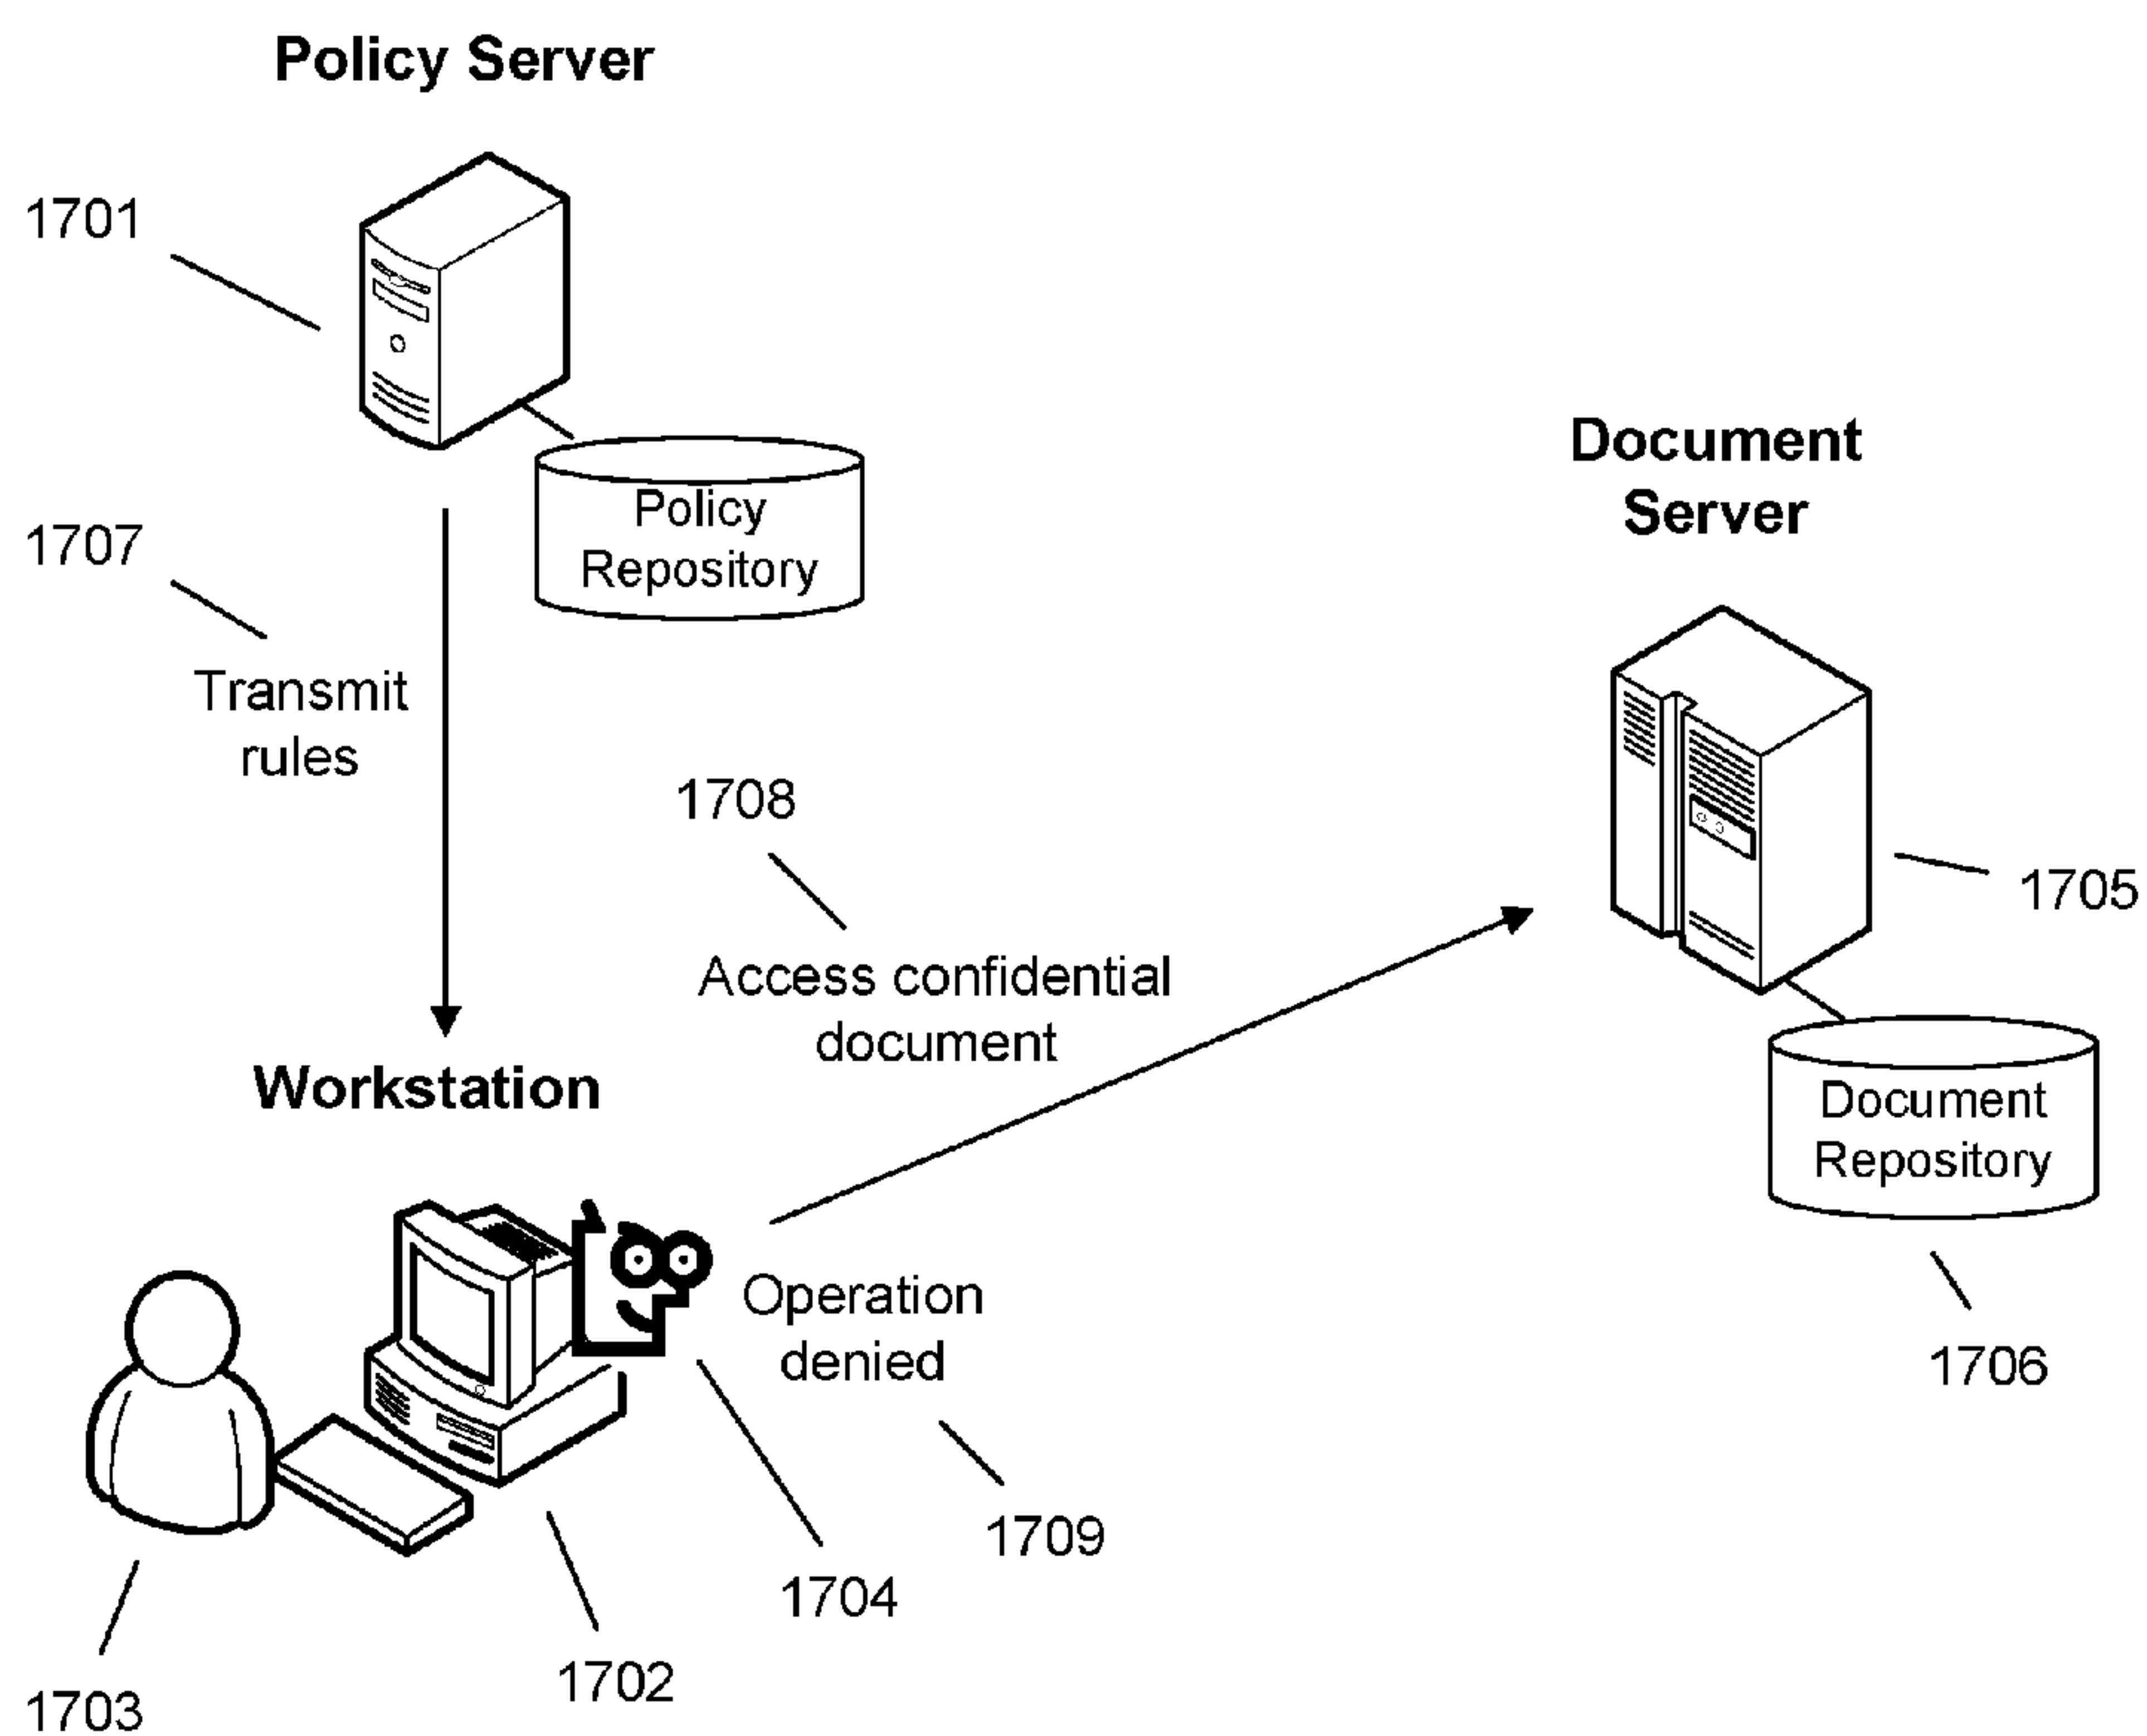 Policy Server
1701
Policy
Repository
1707
Transmit
rules
Document
Server
1705
1708
Access confidential
document
Workstation
Document
Repository
1706
Operation
denied
1709
1704
1702
1703